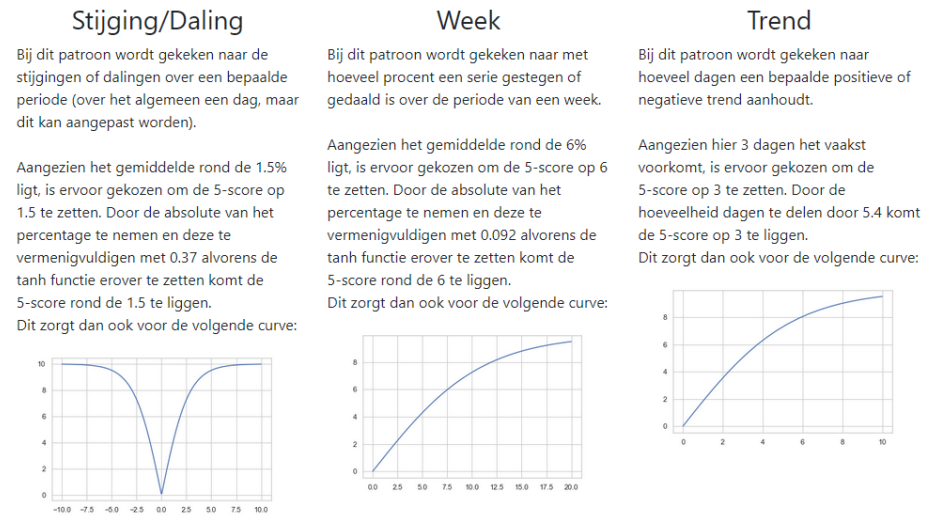 Stijging/Daling
Bij dit patroon wordt gekeken naar de
stijgingen of dalingen over een bepaalde
periode (over het algemeen een dag, maar
dit kan aangepast worden).
Aangezien het gemiddelde rond de 1.5%
ligt, is ervoor gekozen om de 5-score op
1.5 te zetten. Door de absolute van het
percentage te nemen en deze te
vermenigvuldigen met 0.37 alvorens de
tanh functie erover te zetten komt de
5-score rond de 1.5 te liggen.
Dit zorgt dan ook voor de volgende curve:
10
8
6
4
2
0
-10.0 -7.5 -5.0 -2.5 0.0 2.5 5.0 7.5 10.0
Week
Bij dit patroon wordt gekeken naar met
hoeveel procent een serie gestegen of
gedaald is over de periode van een week.
Aangezien het gemiddelde rond de 6%
ligt, is ervoor gekozen om de 5-score op 6
te zetten. Door de absolute van het
percentage te nemen en deze te
vermenigvuldigen met 0.092 alvorens de
tanh functie erover te zetten komt de
5-score rond de 6 te liggen.
Dit zorgt dan ook voor de volgende curve:
8
6
4
2
0
0.0 2.5 5.0 7.5 10.0 12.5 15.0 17.5 20.0
Trend
Bij dit patroon wordt gekeken naar
hoeveel dagen een bepaalde positieve of
negatieve trend aanhoudt.
Aangezien hier 3 dagen het vaakst
voorkomt, is ervoor gekozen om de
5-score op 3 te zetten. Door de
hoeveelheid dagen te delen door 5.4 komt
de 5-score op 3 te liggen.
Dit zorgt dan ook voor de volgende curve:
8
6
4
2
0
0 2 4 6 8 10